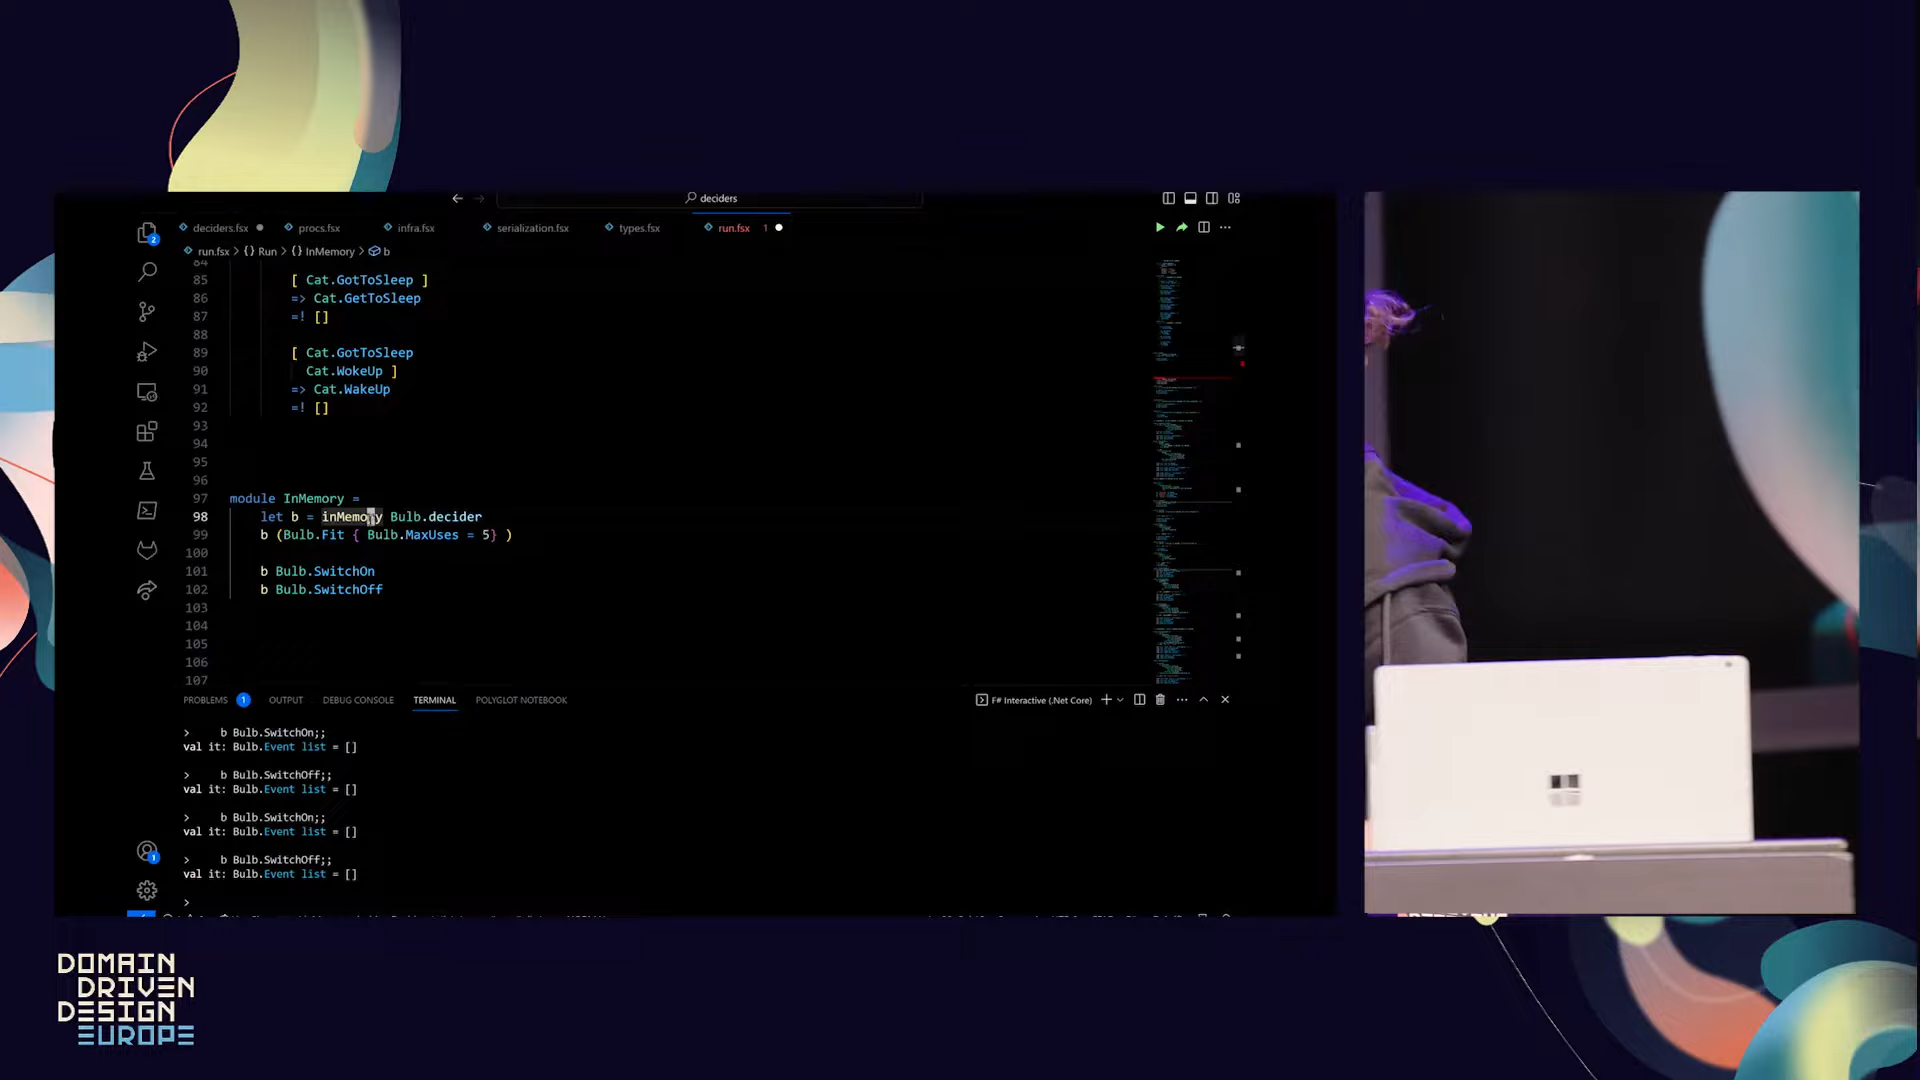 deciders
deciders.fsx
procs.fsx
infra.fsx
serialization.fsx
types.fsx
run.fsx 1
run.fsx > {} Run > {} InMemory > b
84
85 [ Cat.GotToSleep ]
86 => Cat.GetToSleep
87 =! []
88
89 [ Cat.GotToSleep
90 Cat.WokeUp ]
91 => Cat.WakeUp
92 =! []
93
94
95
96
97 module InMemory =
98 let b = inMemory Bulb.decider
99 b (Bulb.Fit { Bulb.MaxUses = 5} )
100
101 b Bulb.SwitchOn
102 b Bulb.SwitchOff
103
104
105
106
107
PROBLEMS 1 OUTPUT DEBUG CONSOLE TERMINAL POLYGLOT NOTEBOOK
F# Interactive (.Net Core)
> b Bulb.SwitchOn;;
val it: Bulb.Event list = []
> b Bulb.SwitchOff;;
val it: Bulb.Event list = []
> b Bulb.SwitchOn;;
val it: Bulb.Event list = []
> b Bulb.SwitchOff;;
val it: Bulb.Event list = []
>
2
1
DOMAIN
DRIVEN
DESIGN
EUROPE